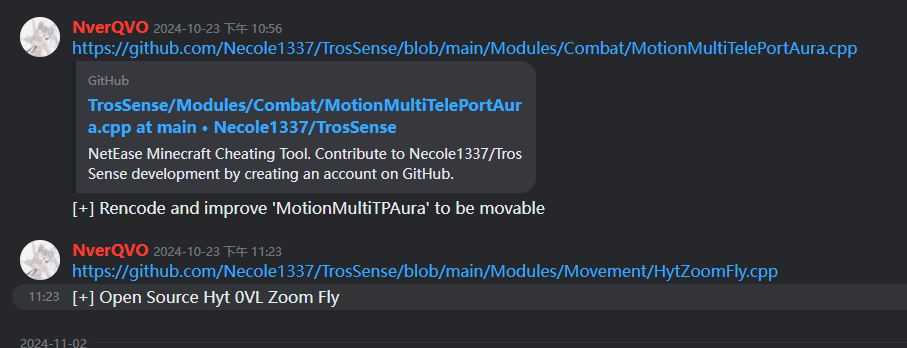 NverQVO 2024-10-23 下午 10:56
https://github.com/Necole1337/TrosSense/blob/main/Modules/Combat/MotionMultiTelePortAura.cpp
GitHub
TrosSense/Modules/Combat/MotionMultiTelePortAur
a.cpp at main • Necole1337/TrosSense
NetEase Minecraft Cheating Tool. Contribute to Necole1337/Tros
Sense development by creating an account on GitHub.
[+] Rencode and improve 'MotionMultiTPAura' to be movable
NverQVO 2024-10-23 下午 11:23
https://github.com/Necole1337/TrosSense/blob/main/Modules/Movement/HytZoomFly.cpp
11:23 [+] Open Source Hyt 0VL Zoom Fly
2024-11-02